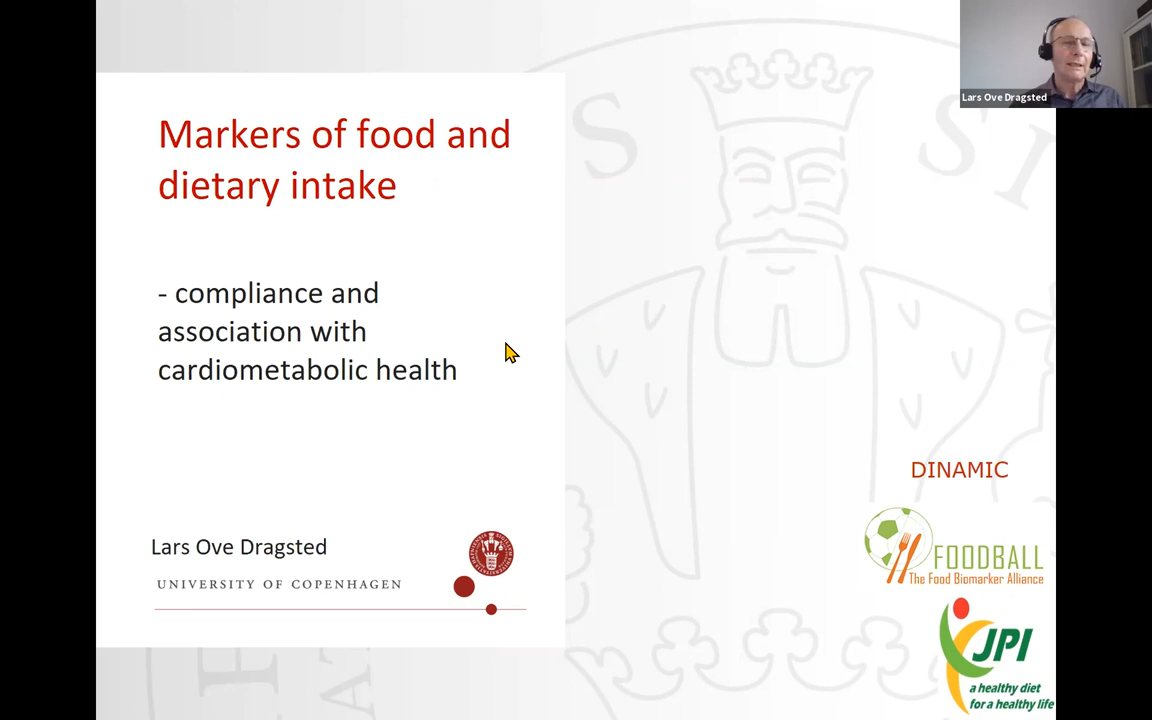 Lars Ove Dragsted
Markers of food and
dietary intake
- compliance and
association with
cardiometabolic health
Lars Ove Dragsted
UNIVERSITY OF COPENHAGEN
DINAMIC
FOODBALL
The Food Biomarker Alliance
JPI
a healthy diet
for a healthy life